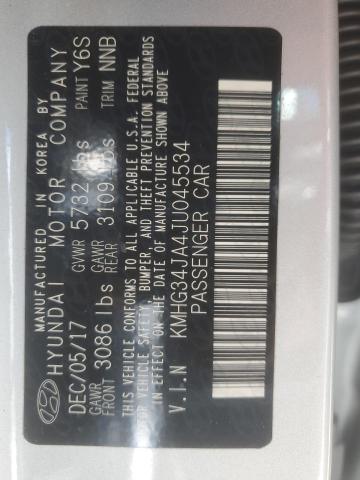 MANUFACTURED IN KOREA BY
HYUNDAI MOTOR COMPANY
DEC/05/17 GVWR 5732 lbs PAINT Y6S
GAWR FRONT 3086 lbs GAWR REAR 3109 lbs TRIM NNB
THIS VEHICLE CONFORMS TO ALL APPLICABLE U.S.A. FEDERAL
MOTOR VEHICLE SAFETY, BUMPER, AND THEFT PREVENTION STANDARDS
IN EFFECT ON THE DATE OF MANUFACTURE SHOWN ABOVE
V.I.N KMHG34JA4JU045534
PASSENGER CAR